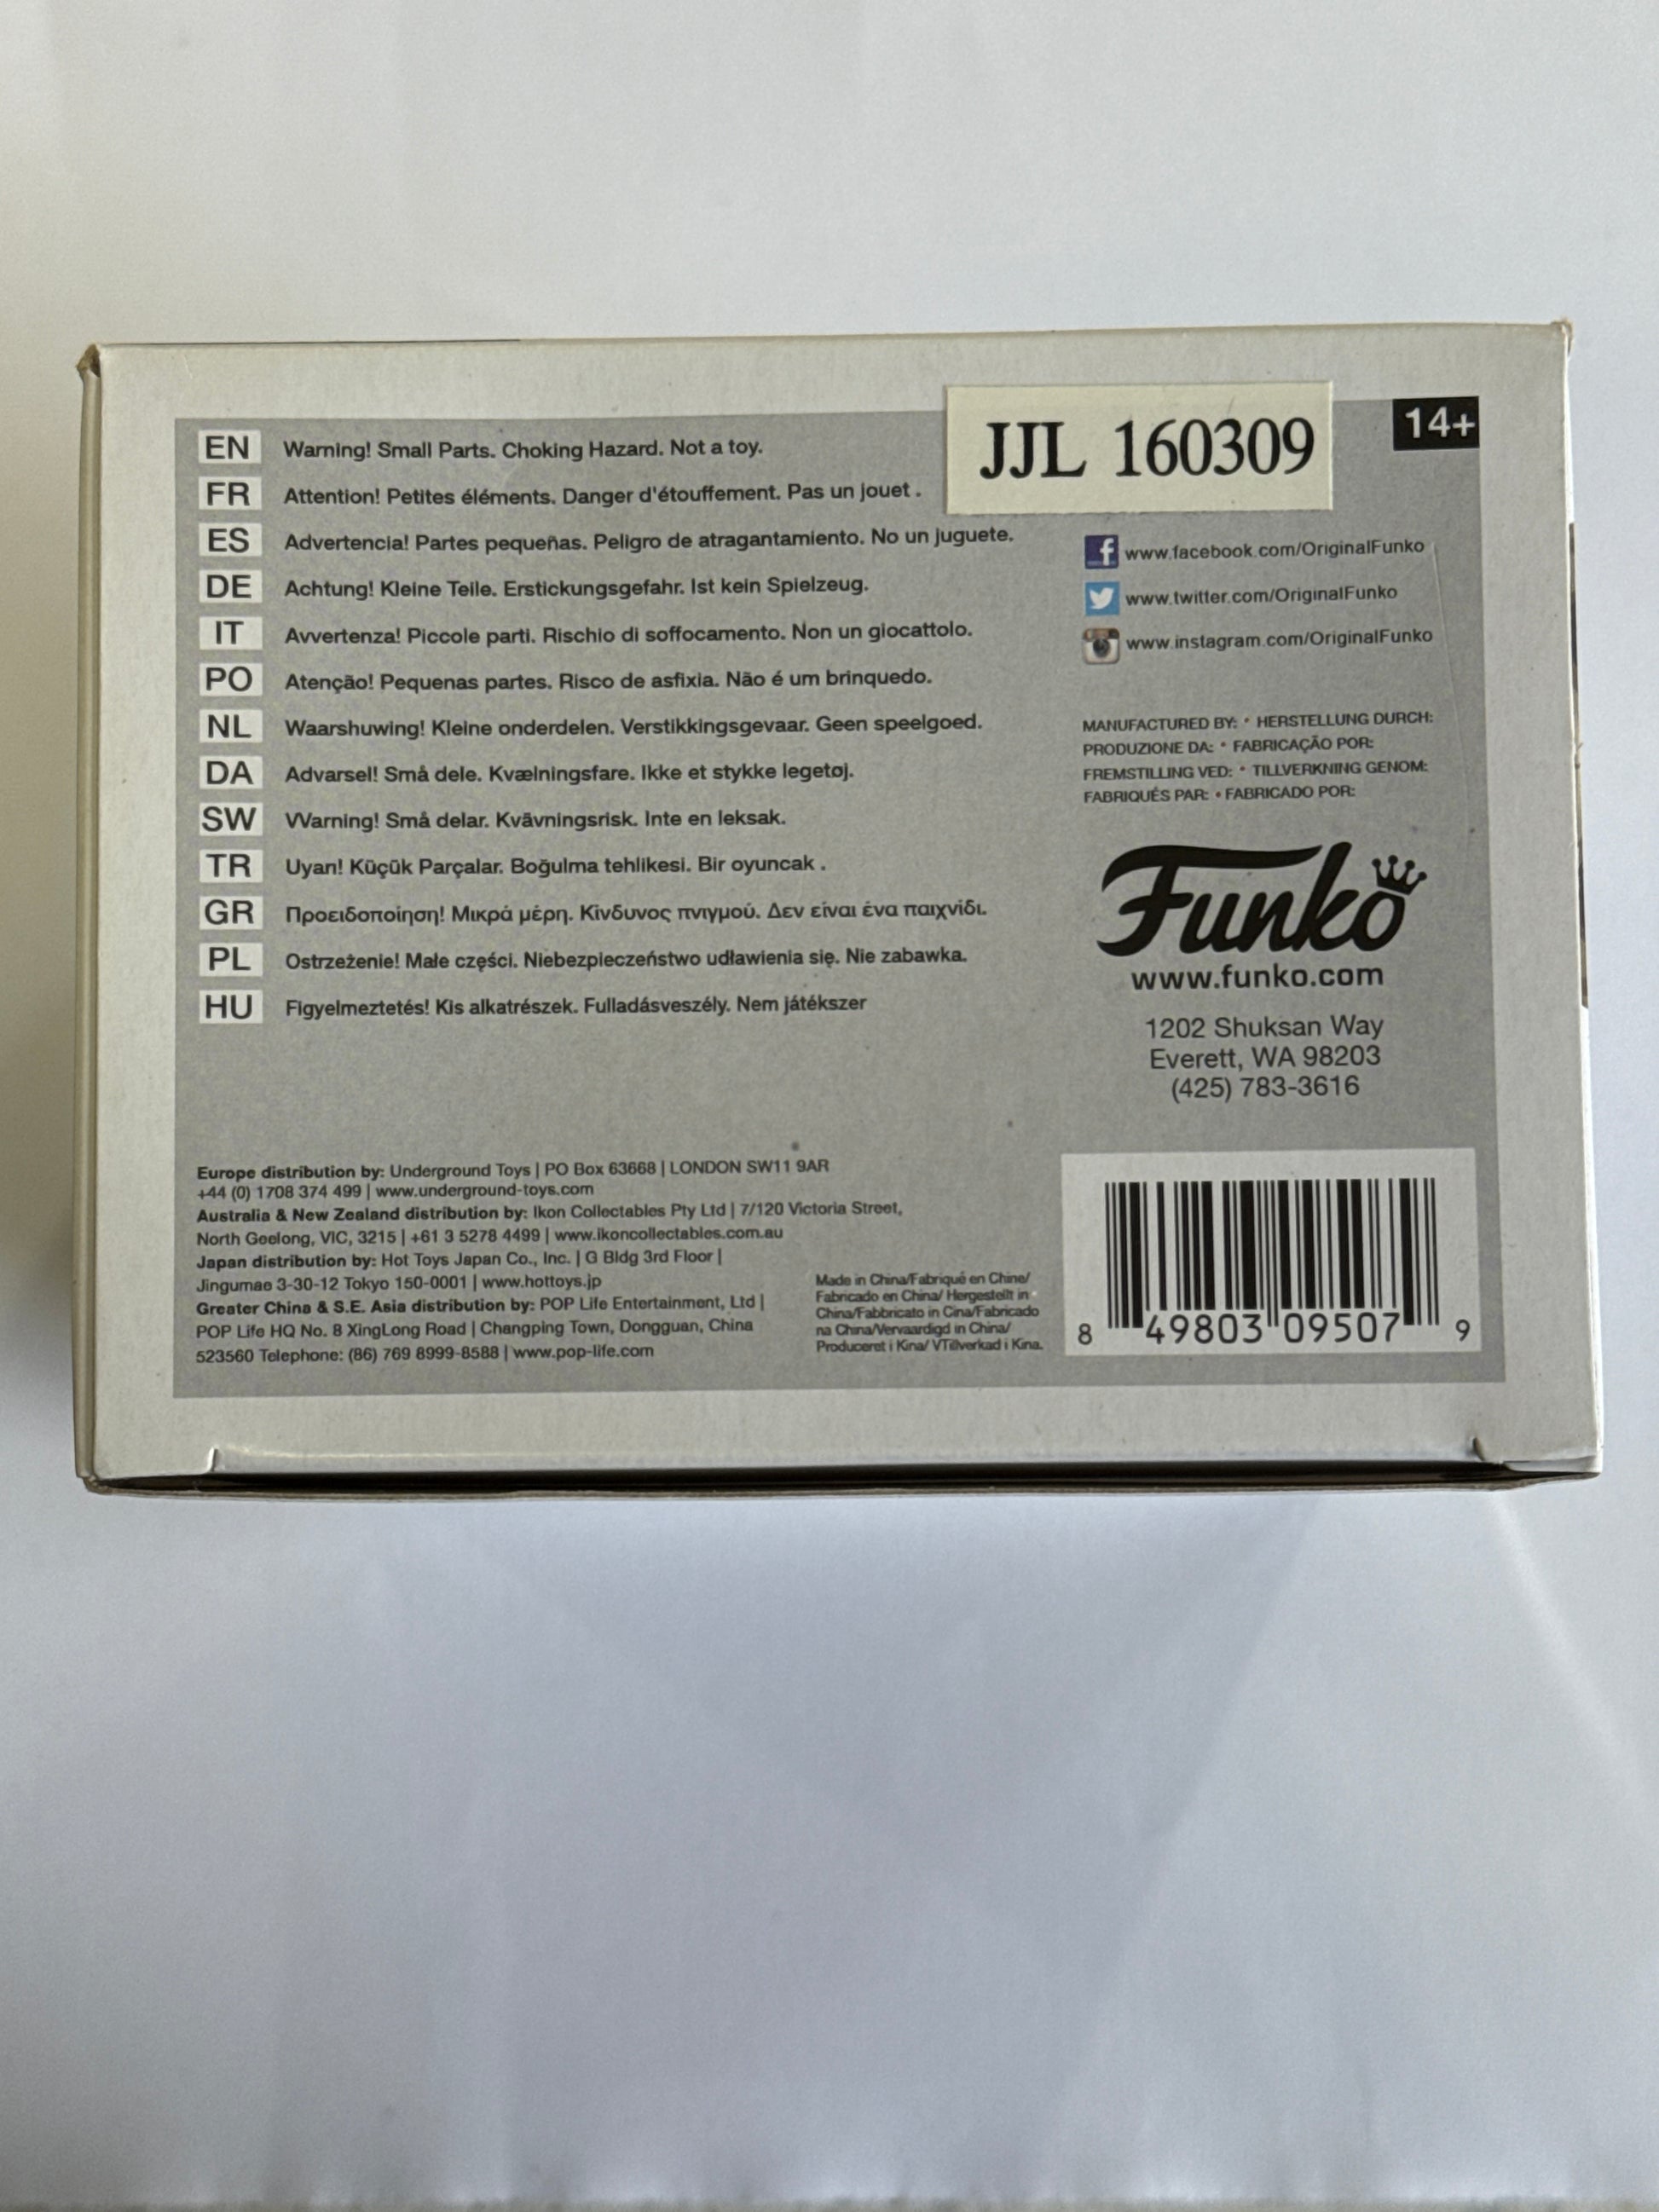 JJL 160309
14+
EN Warning! Small Parts. Choking Hazard. Not a toy.
FR Attention! Petites éléments. Danger d'étouffement. Pas un jouet .
ES Advertencia! Partes pequeñas. Peligro de atragantamiento. No un juguete.
DE Achtung! Kleine Teile. Erstickungsgefahr. Ist kein Spielzeug.
IT Avvertenza! Piccole parti. Rischio di soffocamento. Non un giocattolo.
PO Atenção! Pequenas partes. Risco de asfixia. Não é um brinquedo.
NL Waarshuwing! Kleine onderdelen. Verstikkingsgevaar. Geen speelgoed.
DA Advarsel! Små dele. Kvælningsfare. Ikke et stykke legetøj.
SW VVarning! Små delar. Kvävningsrisk. Inte en leksak.
TR Uyarı! Küçük Parçalar. Boğulma tehlikesi. Bir oyuncak .
GR Προειδοποίηση! Μικρά μέρη. Κίνδυνος πνιγμού. Δεν είναι ένα παιχνίδι.
PL Ostrzeżenie! Małe części. Niebezpieczeństwo udławienia się. Nie zabawka.
HU Figyelmeztetés! Kis alkatrészek. Fulladásveszély. Nem játékszer
www.facebook.com/OriginalFunko
www.twitter.com/OriginalFunko
www.instagram.com/OriginalFunko
MANUFACTURED BY: • HERSTELLUNG DURCH:
PRODUZIONE DA: • FABRICAÇÃO POR:
FREMSTILLING VED: • TILLVERKNING GENOM:
FABRIQUÉS PAR: • FABRICADO POR:
Funko
www.funko.com
1202 Shuksan Way
Everett, WA 98203
(425) 783-3616
Europe distribution by: Underground Toys | PO Box 63668 | LONDON SW11 9AR
+44 (0) 1708 374 499 | www.underground-toys.com
Australia & New Zealand distribution by: Ikon Collectables Pty Ltd | 7/120 Victoria Street,
North Geelong, VIC, 3215 | +61 3 5278 4499 | www.ikoncollectables.com.au
Japan distribution by: Hot Toys Japan Co., Inc. | G Bldg 3rd Floor |
Jingumae 3-30-12 Tokyo 150-0001 | www.hottoys.jp
Greater China & S.E. Asia distribution by: POP Life Entertainment, Ltd |
POP Life HQ No. 8 XingLong Road | Changping Town, Dongguan, China
523560 Telephone: (86) 769 8999-8588 | www.pop-life.com
Made in China/Fabriqué en Chine/
Fabricado en China/ Hergestellt in
China/Fabbricato in Cina/Fabricado
na China/Vervaardigd in China/
Produceret i Kina/ VTillverkad i Kina.
8 49803 09507 9